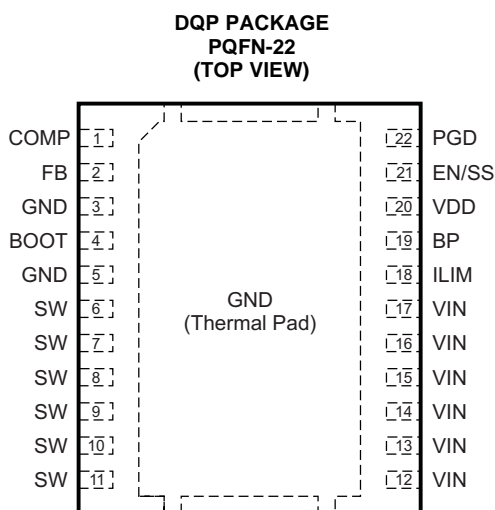 DQP PACKAGE
PQFN-22
(TOP VIEW)
COMP 1 22 PGD
FB 2 21 EN/SS
GND 3 20 VDD
BOOT 4 19 BP
GND 5 18 ILIM
SW 6 17 VIN
SW 7 16 VIN
SW 8 15 VIN
SW 9 14 VIN
SW 10 13 VIN
SW 11 12 VIN
GND
(Thermal Pad)